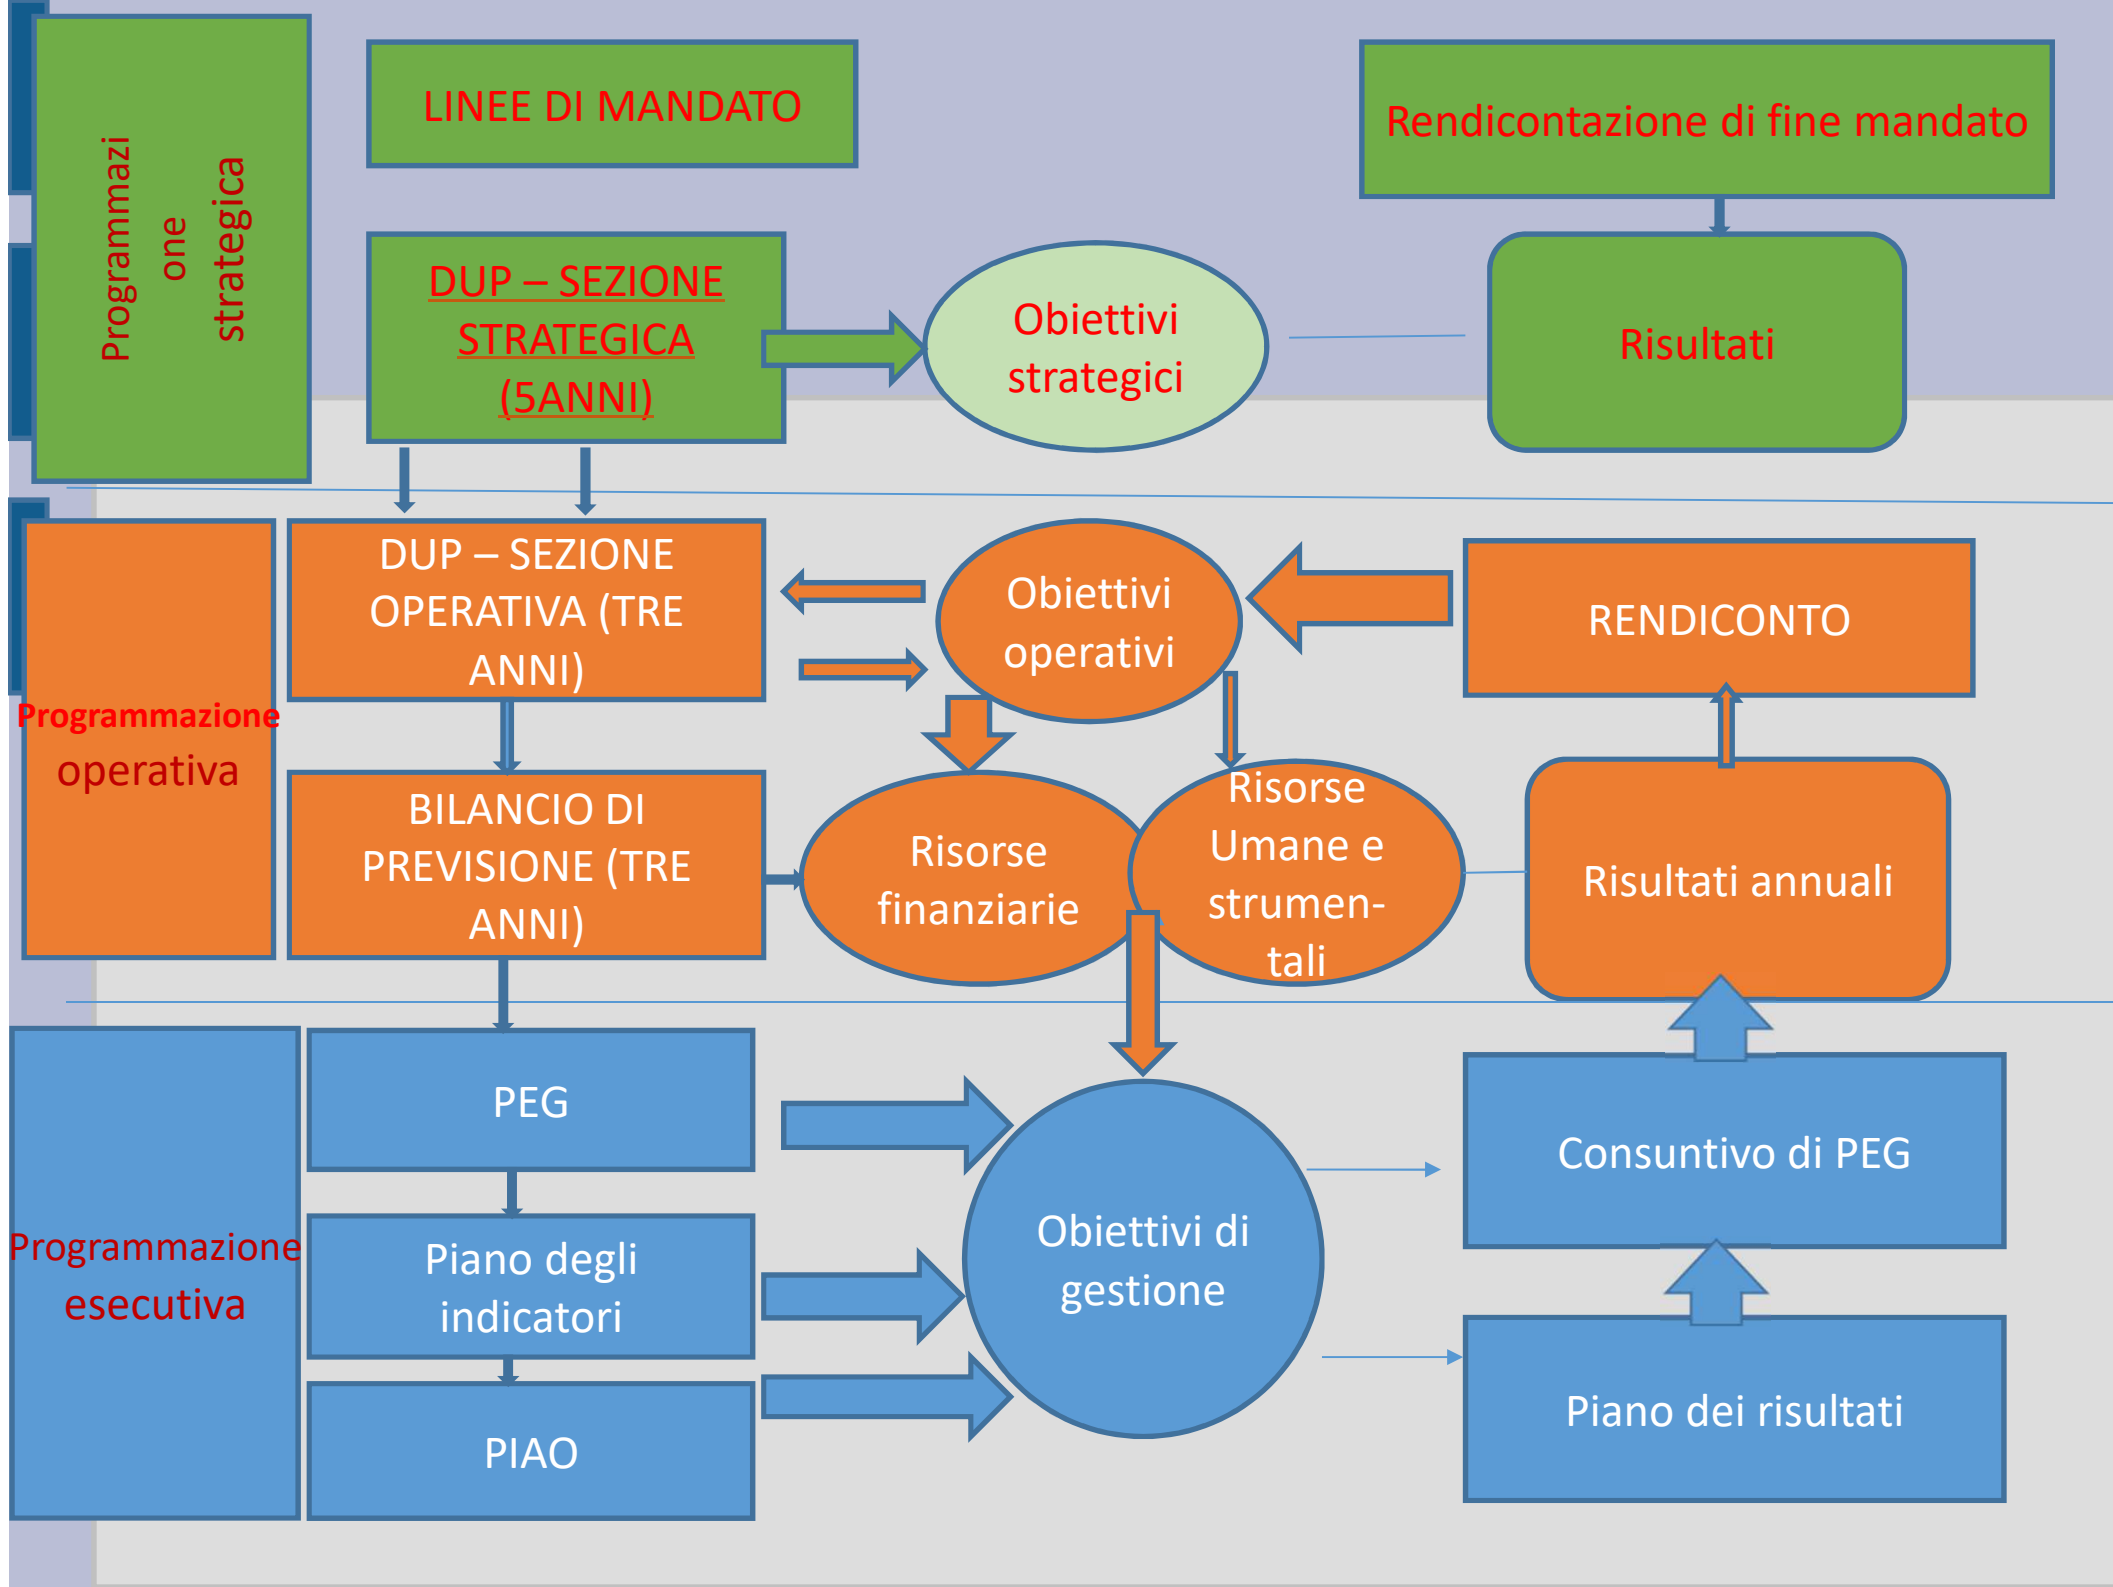 Programmazi
one
strategica
LINEE DI MANDATO
Rendicontazione di fine mandato
DUP – SEZIONE
STRATEGICA
(5ANNI)
Obiettivi
strategici
Risultati
Programmazione
operativa
DUP – SEZIONE
OPERATIVA (TRE
ANNI)
Obiettivi
operativi
RENDICONTO
BILANCIO DI
PREVISIONE (TRE
ANNI)
Risorse
finanziarie
Risorse
Umane e
strumen-
tali
Risultati annuali
Programmazione
esecutiva
PEG
Piano degli
indicatori
PIAO
Obiettivi di
gestione
Consuntivo di PEG
Piano dei risultati